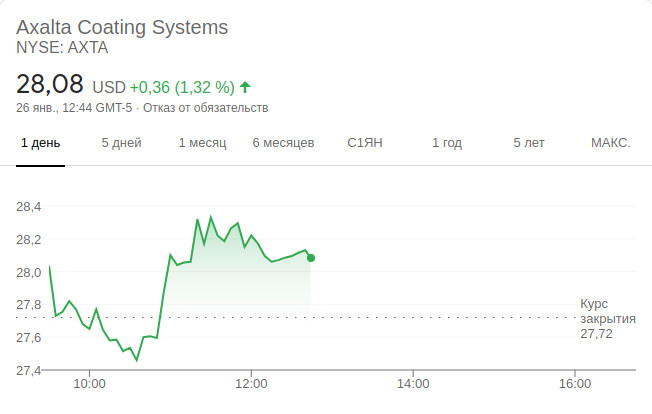 Axalta Coating Systems
NYSE: AXTA
28,08 USD +0,36 (1,32 %)
26 янв., 12:44 GMT-5 · Отказ от обязательств
1 день 5 дней 1 месяц 6 месяцев С1ЯН 1 год 5 лет МАКС.
28,4
28,2
28,0
27,8
Курс
закрытия
27,72
27,6
27,4
10:00 12:00 14:00 16:00